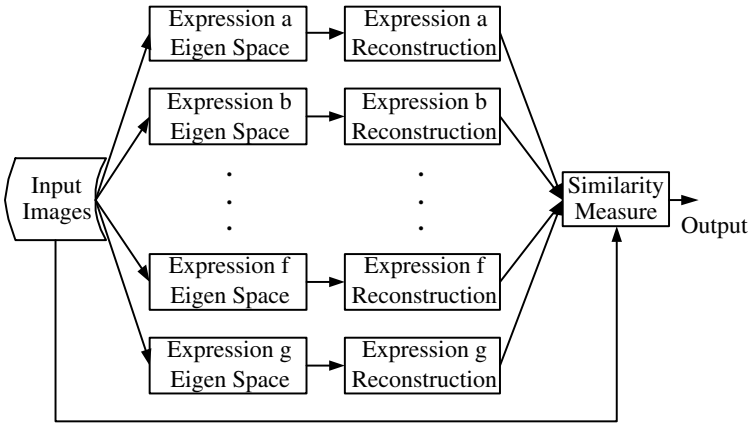 Expression a
Eigen Space
Expression a
Reconstruction
Expression b
Eigen Space
Expression b
Reconstruction
Input
Images
Similarity
Measure
Output
Expression f
Eigen Space
Expression f
Reconstruction
Expression g
Eigen Space
Expression g
Reconstruction